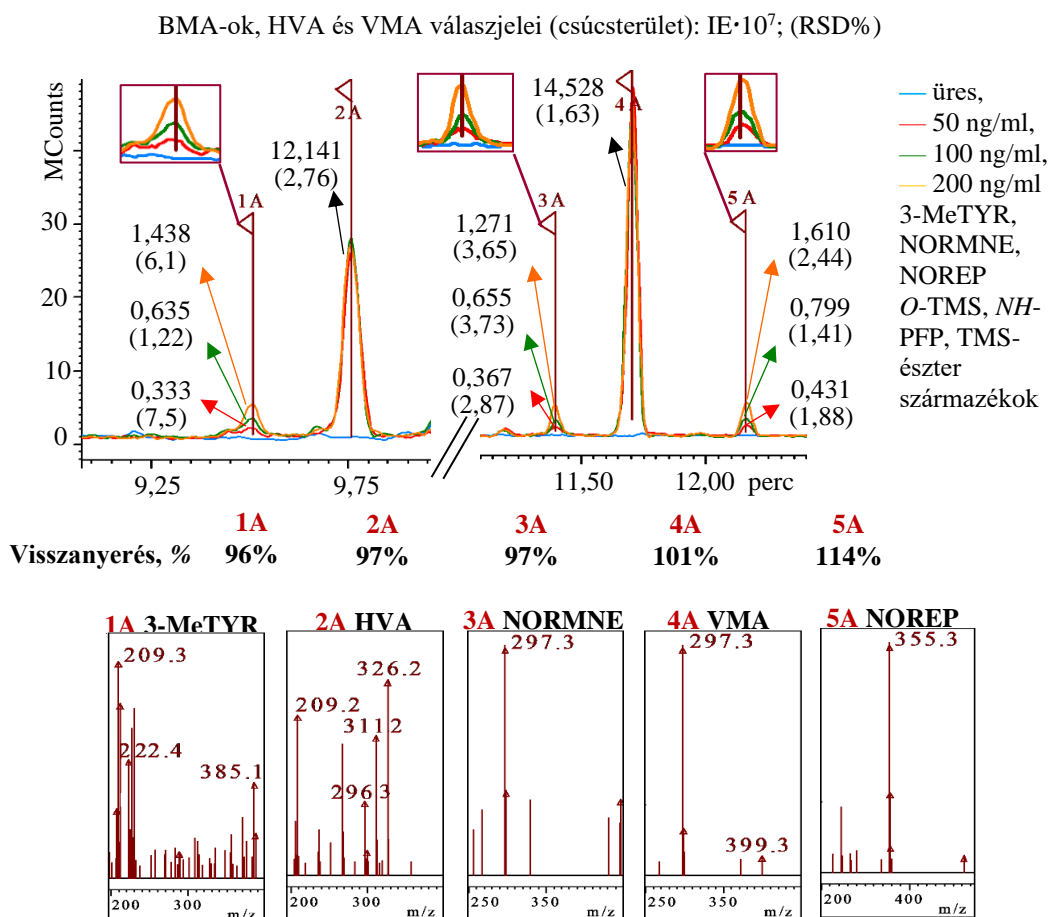 BMA-ok, HVA és VMA válaszjelei (csúcsterület): IE·10⁷; (RSD%)
MCounts
30
20
10
0
1A
2A
3A
4A
5A
1,438
(6,1)
0,635
(1,22)
0,333
(7,5)
12,141
(2,76)
1,271
(3,65)
0,655
(3,73)
0,367
(2,87)
14,528
(1,63)
1,610
(2,44)
0,799
(1,41)
0,431
(1,88)
9,25 9,75 11,50 12,00 perc
üres,
50 ng/ml,
100 ng/ml,
200 ng/ml
3-MeTYR,
NORMNE,
NOREP
O-TMS, NH-
PFP, TMS-
észter
származékok
1A 2A 3A 4A 5A
Visszanyerés, % 96% 97% 97% 101% 114%
1A 3-MeTYR
209.3
222.4
385.1
200 300
m/z
2A HVA
326.2
209.2
311 2
296.3
200 300
m/z
3A NORMNE
297.3
250 350
m/z
4A VMA
297.3
399.3
250 350
m/z
5A NOREP
355.3
400
m/z